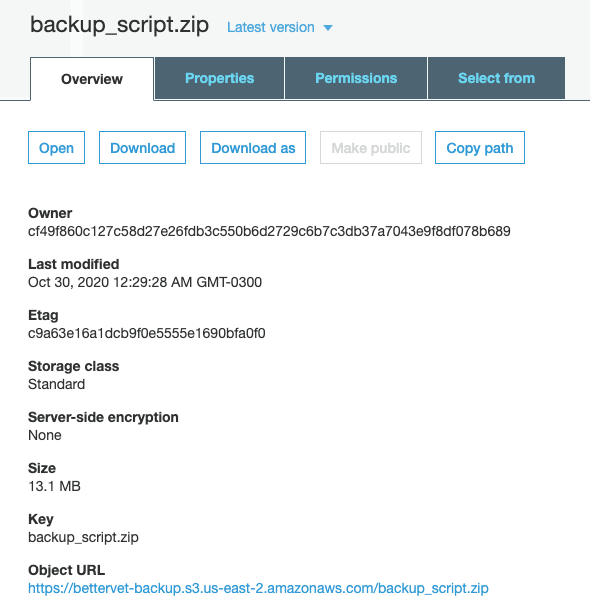 backup_script.zip Latest version
Overview Properties Permissions Select from
Open Download Download as Make public Copy path
Owner
cf49f860c127c58d27e26fdb3c550b6d2729c6b7c3db37a7043e9f8df078b689
Last modified
Oct 30, 2020 12:29:28 AM GMT-0300
Etag
c9a63e16a1dcb9f0e5555e1690bfa0f0
Storage class
Standard
Server-side encryption
None
Size
13.1 MB
Key
backup_script.zip
Object URL
https://bettervet-backup.s3.us-east-2.amazonaws.com/backup_script.zip